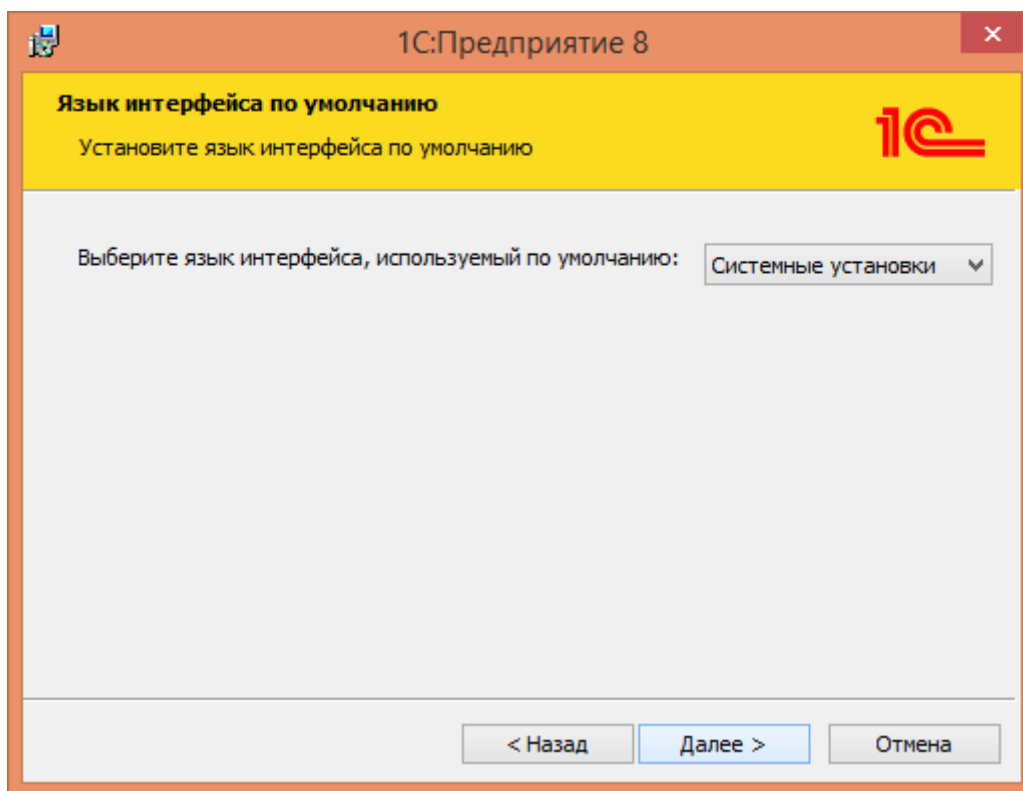 1С:Предприятие 8
Язык интерфейса по умолчанию
Установите язык интерфейса по умолчанию
1С
Выберите язык интерфейса, используемый по умолчанию:
Системные установки
< Назад
Далее >
Отмена